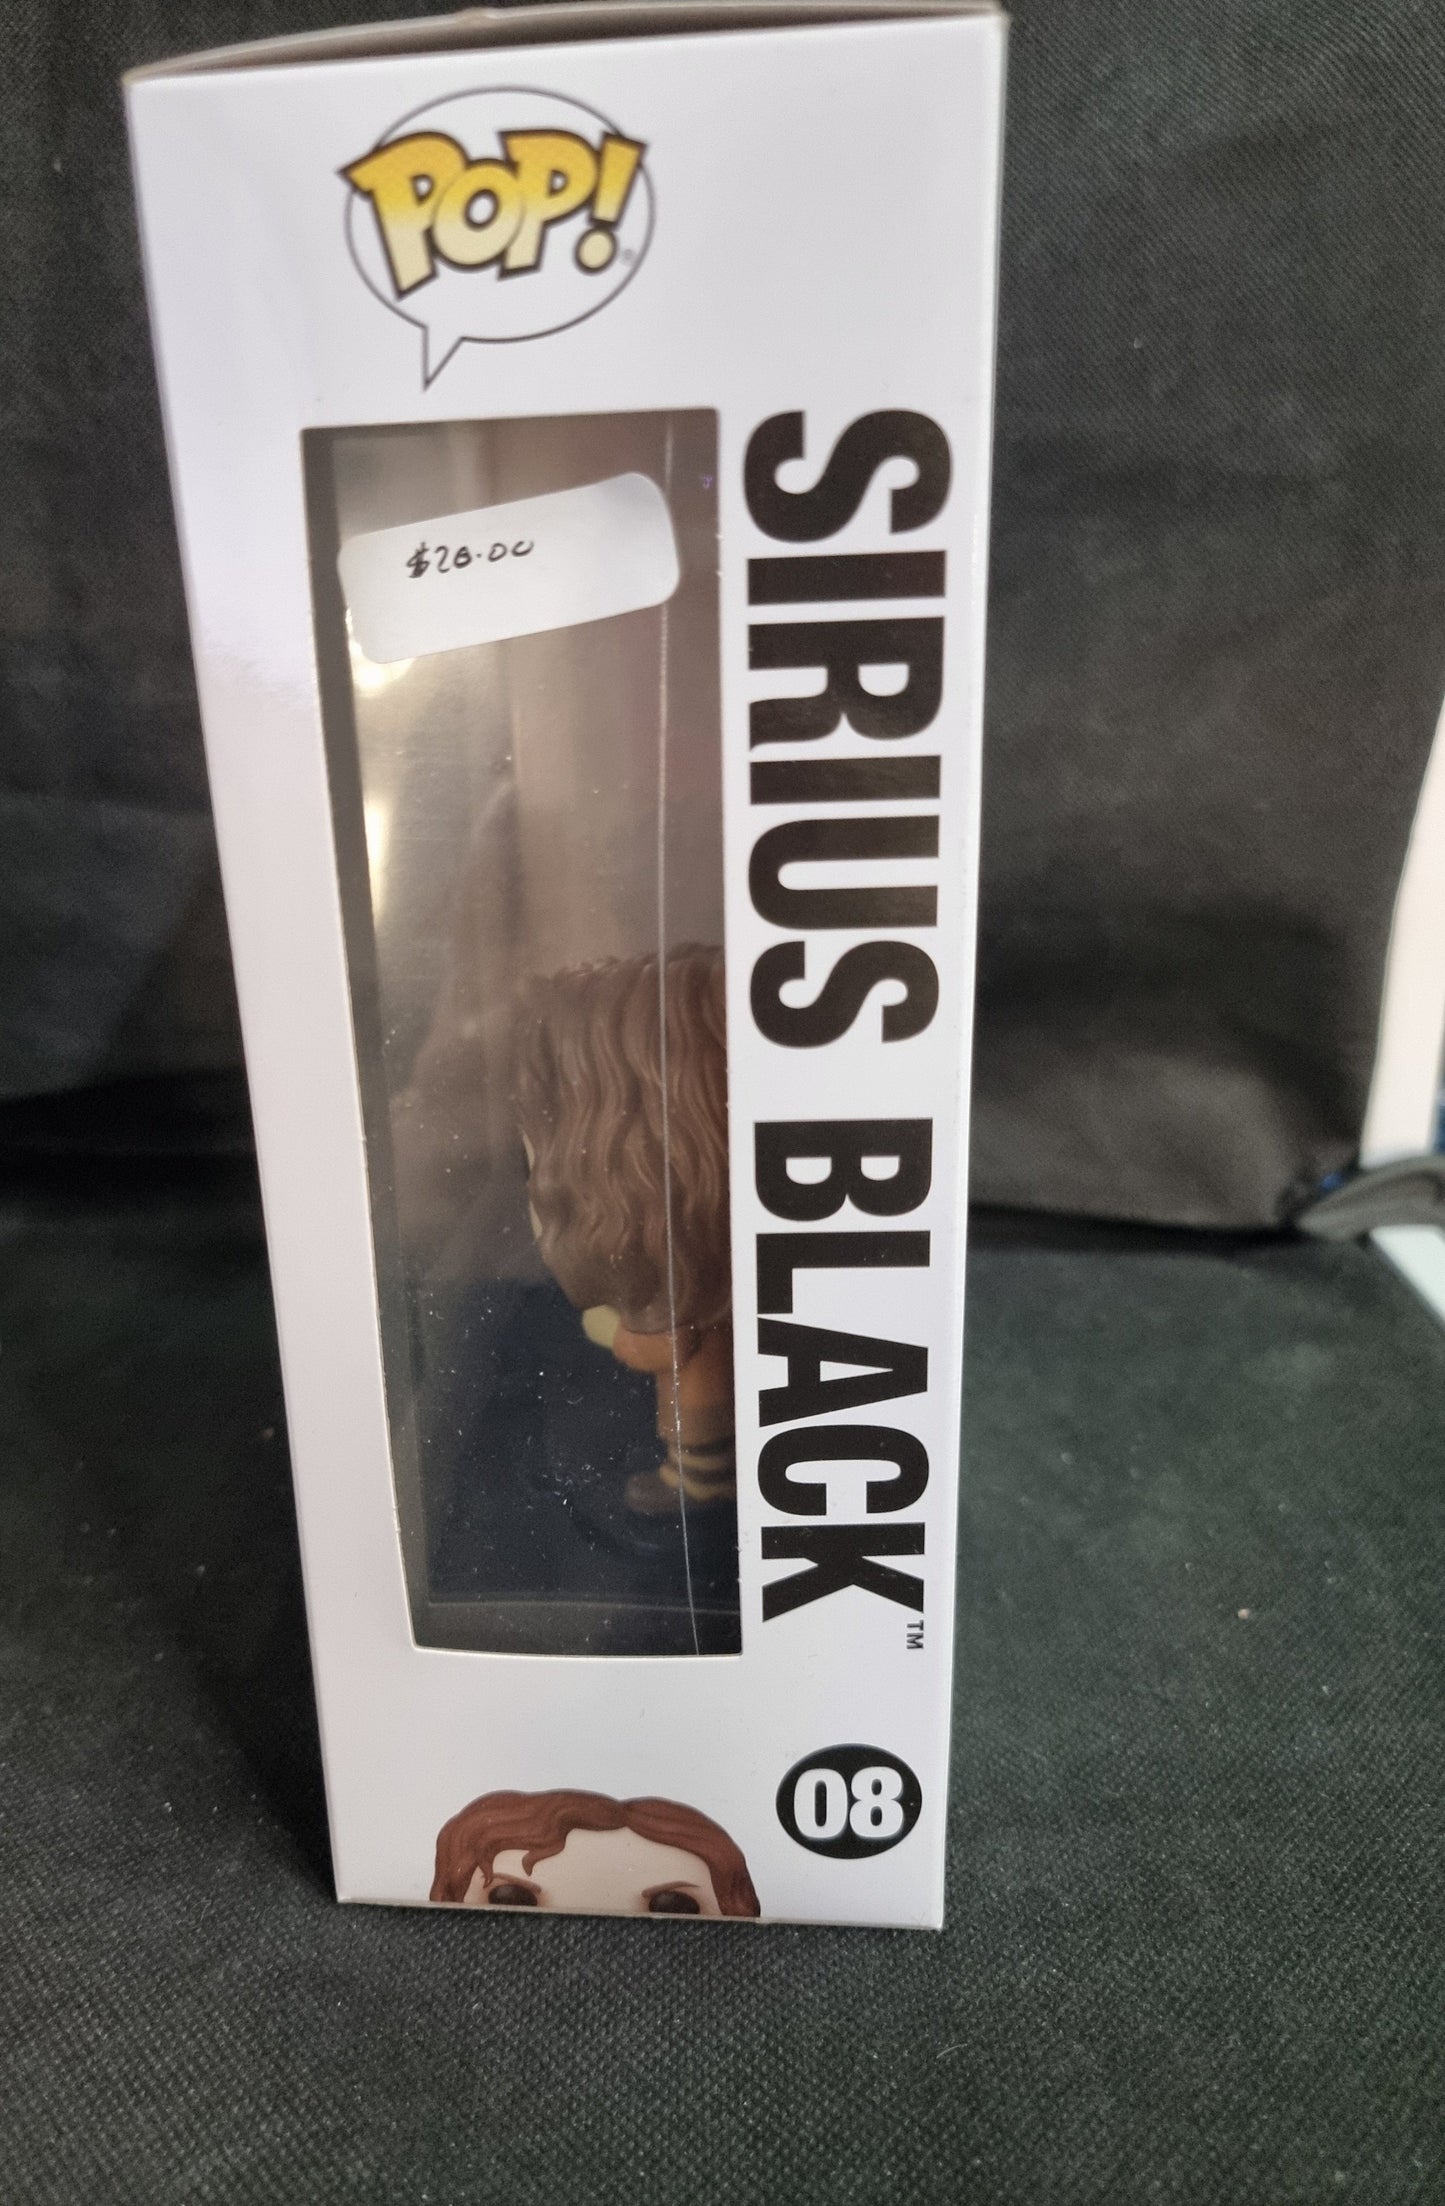 POP!
$28.00
SIRIUS BLACK™
08